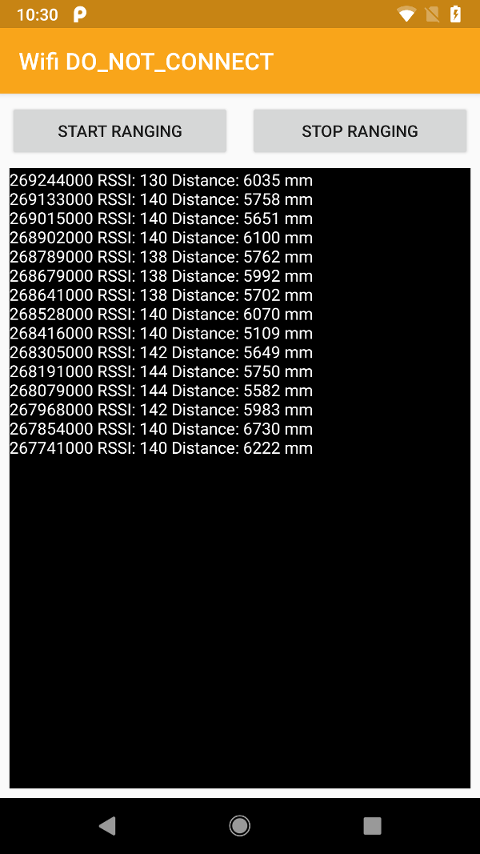 10:30
Wifi DO_NOT_CONNECT
START RANGING STOP RANGING
269244000 RSSI: 130 Distance: 6035 mm
269133000 RSSI: 140 Distance: 5758 mm
269015000 RSSI: 140 Distance: 5651 mm
268902000 RSSI: 140 Distance: 6100 mm
268789000 RSSI: 138 Distance: 5762 mm
268679000 RSSI: 138 Distance: 5992 mm
268641000 RSSI: 138 Distance: 5702 mm
268528000 RSSI: 140 Distance: 6070 mm
268416000 RSSI: 140 Distance: 5109 mm
268305000 RSSI: 142 Distance: 5649 mm
268191000 RSSI: 144 Distance: 5750 mm
268079000 RSSI: 144 Distance: 5582 mm
267968000 RSSI: 142 Distance: 5983 mm
267854000 RSSI: 140 Distance: 6730 mm
267741000 RSSI: 140 Distance: 6222 mm